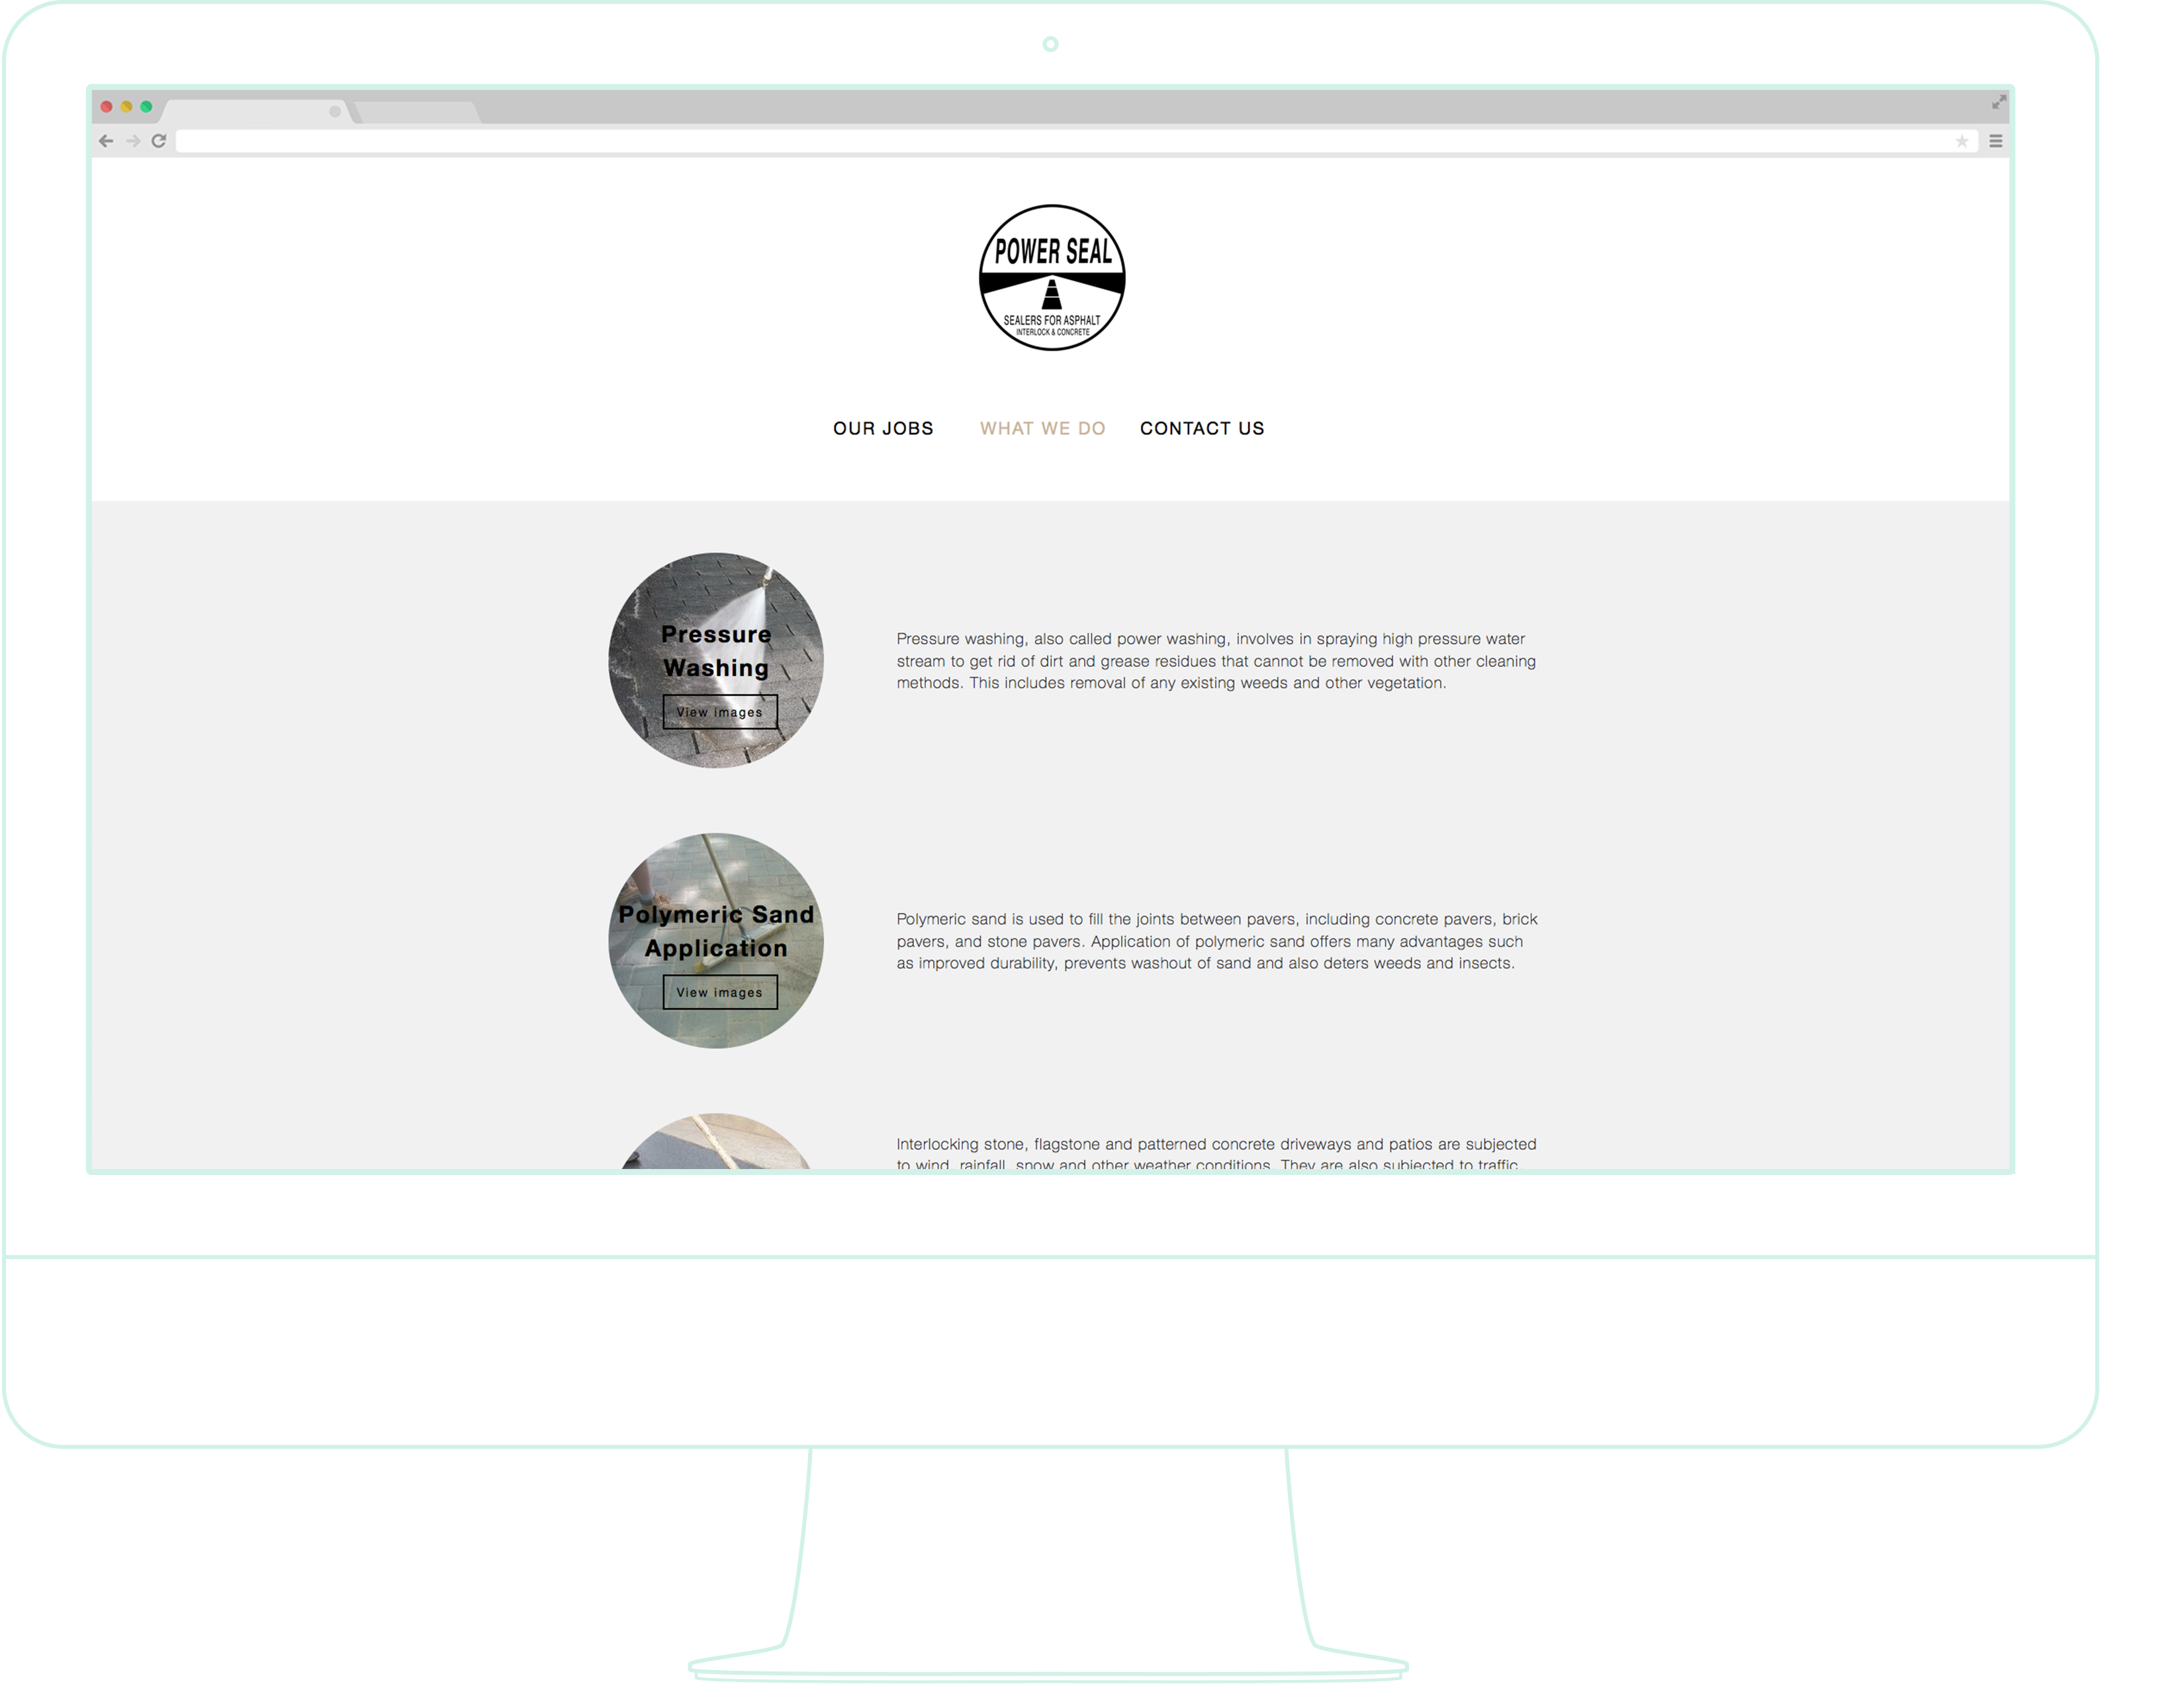 POWER SEAL
SEALERS FOR ASPHALT
INTERLOCK & CONCRETE
OUR JOBS WHAT WE DO CONTACT US
Pressure
Washing
View images
Pressure washing, also called power washing, involves in spraying high pressure water
stream to get rid of dirt and grease residues that cannot be removed with other cleaning
methods. This includes removal of any existing weeds and other vegetation.
Polymeric Sand
Application
View images
Polymeric sand is used to fill the joints between pavers, including concrete pavers, brick
pavers, and stone pavers. Application of polymeric sand offers many advantages such
as improved durability, prevents washout of sand and also deters weeds and insects.
Interlocking stone, flagstone and patterned concrete driveways and patios are subjected
to wind, rainfall, snow and other weather conditions. They are also subjected to traffic